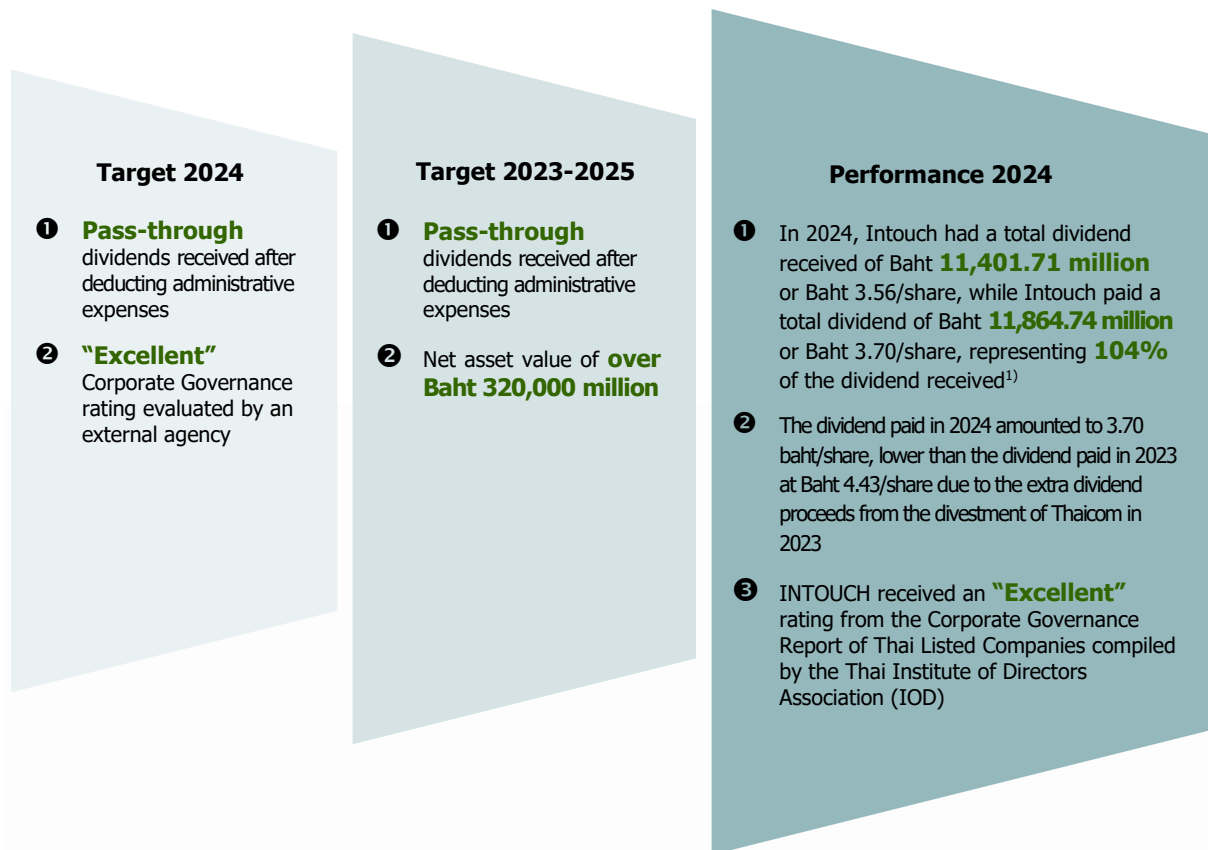 Target 2024
❶ Pass-through
dividends received after
deducting administrative
expenses
❷ “Excellent”
Corporate Governance
rating evaluated by an
external agency
Target 2023-2025
❶ Pass-through
dividends received after
deducting administrative
expenses
❷ Net asset value of over
Baht 320,000 million
Performance 2024
❶ In 2024, Intouch had a total dividend
received of Baht 11,401.71 million
or Baht 3.56/share, while Intouch paid a
total dividend of Baht 11,864.74 million
or Baht 3.70/share, representing 104%
of the dividend received1)
❷ The dividend paid in 2024 amounted to 3.70
baht/share, lower than the dividend paid in 2023
at Baht 4.43/share due to the extra dividend
proceeds from the divestment of Thaicom in
2023
❸ INTOUCH received an “Excellent”
rating from the Corporate Governance
Report of Thai Listed Companies compiled
by the Thai Institute of Directors
Association (IOD)